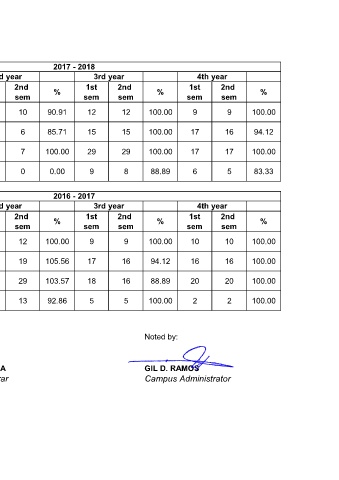 2017 - 2018
d year 3rd year 4th year
2nd sem % 1st sem 2nd sem % 1st sem 2nd sem %
10 90.91 12 12 100.00 9 9 100.00
6 85.71 15 15 100.00 17 16 94.12
7 100.00 29 29 100.00 17 17 100.00
0 0.00 9 8 88.89 6 5 83.33
2016 - 2017
d year 3rd year 4th year
2nd sem % 1st sem 2nd sem % 1st sem 2nd sem %
12 100.00 9 9 100.00 10 10 100.00
19 105.56 17 16 94.12 16 16 100.00
29 103.57 18 16 88.89 20 20 100.00
13 92.86 5 5 100.00 2 2 100.00
Noted by:
A GIL D. RAMOS
rar Campus Administrator